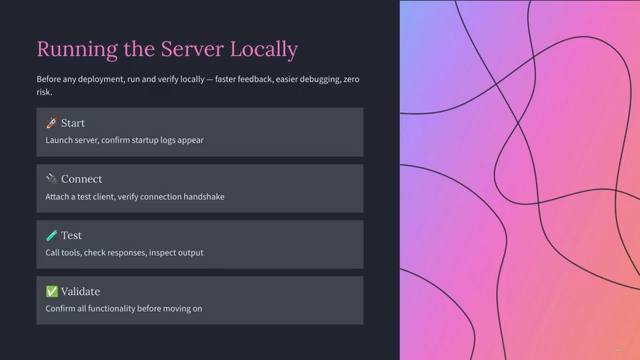 Running the Server Locally
Before any deployment, run and verify locally — faster feedback, easier debugging, zero
risk.
🚀 Start
Launch server, confirm startup logs appear
🔌 Connect
Attach a test client, verify connection handshake
🧪 Test
Call tools, check responses, inspect output
✅ Validate
Confirm all functionality before moving on